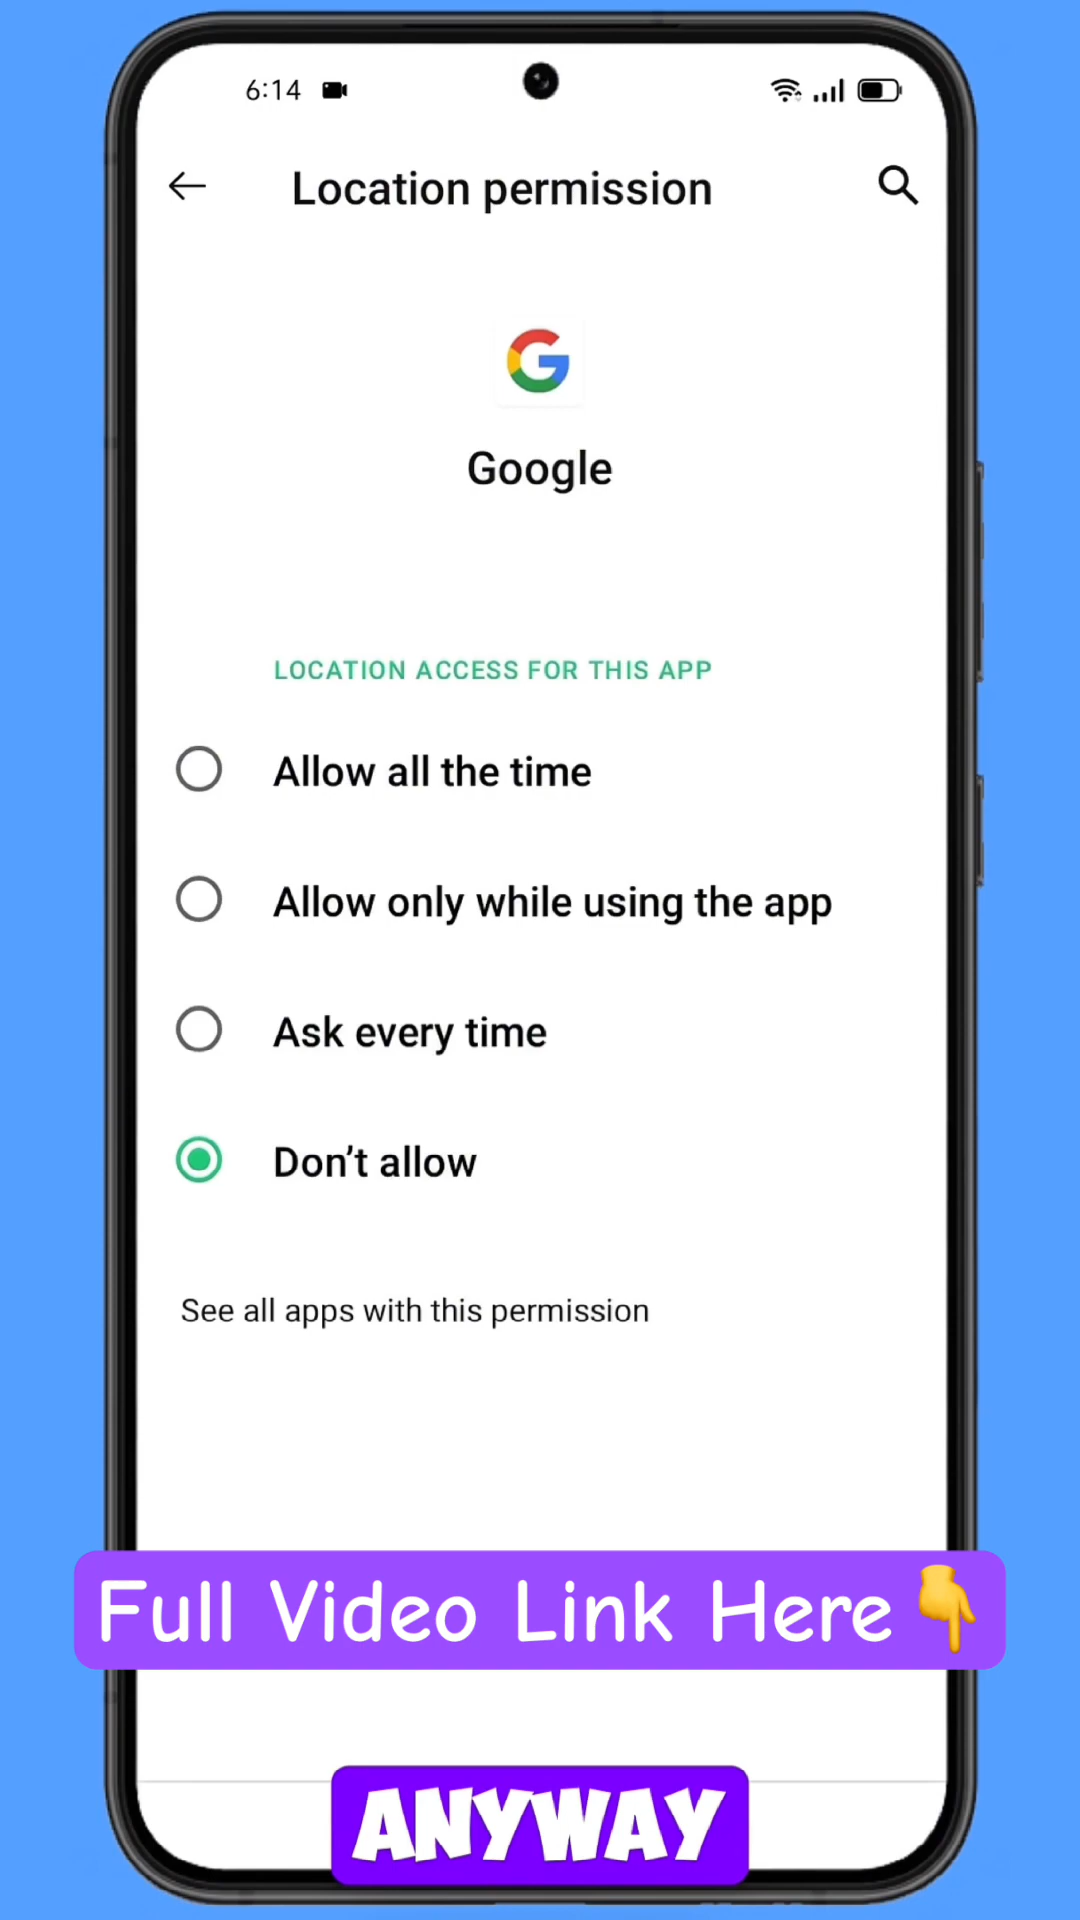 6:14
Location permission
Google
LOCATION ACCESS FOR THIS APP
Allow all the time
Allow only while using the app
Ask every time
Don’t allow
See all apps with this permission
Full Video Link Here👇
ANYWAY